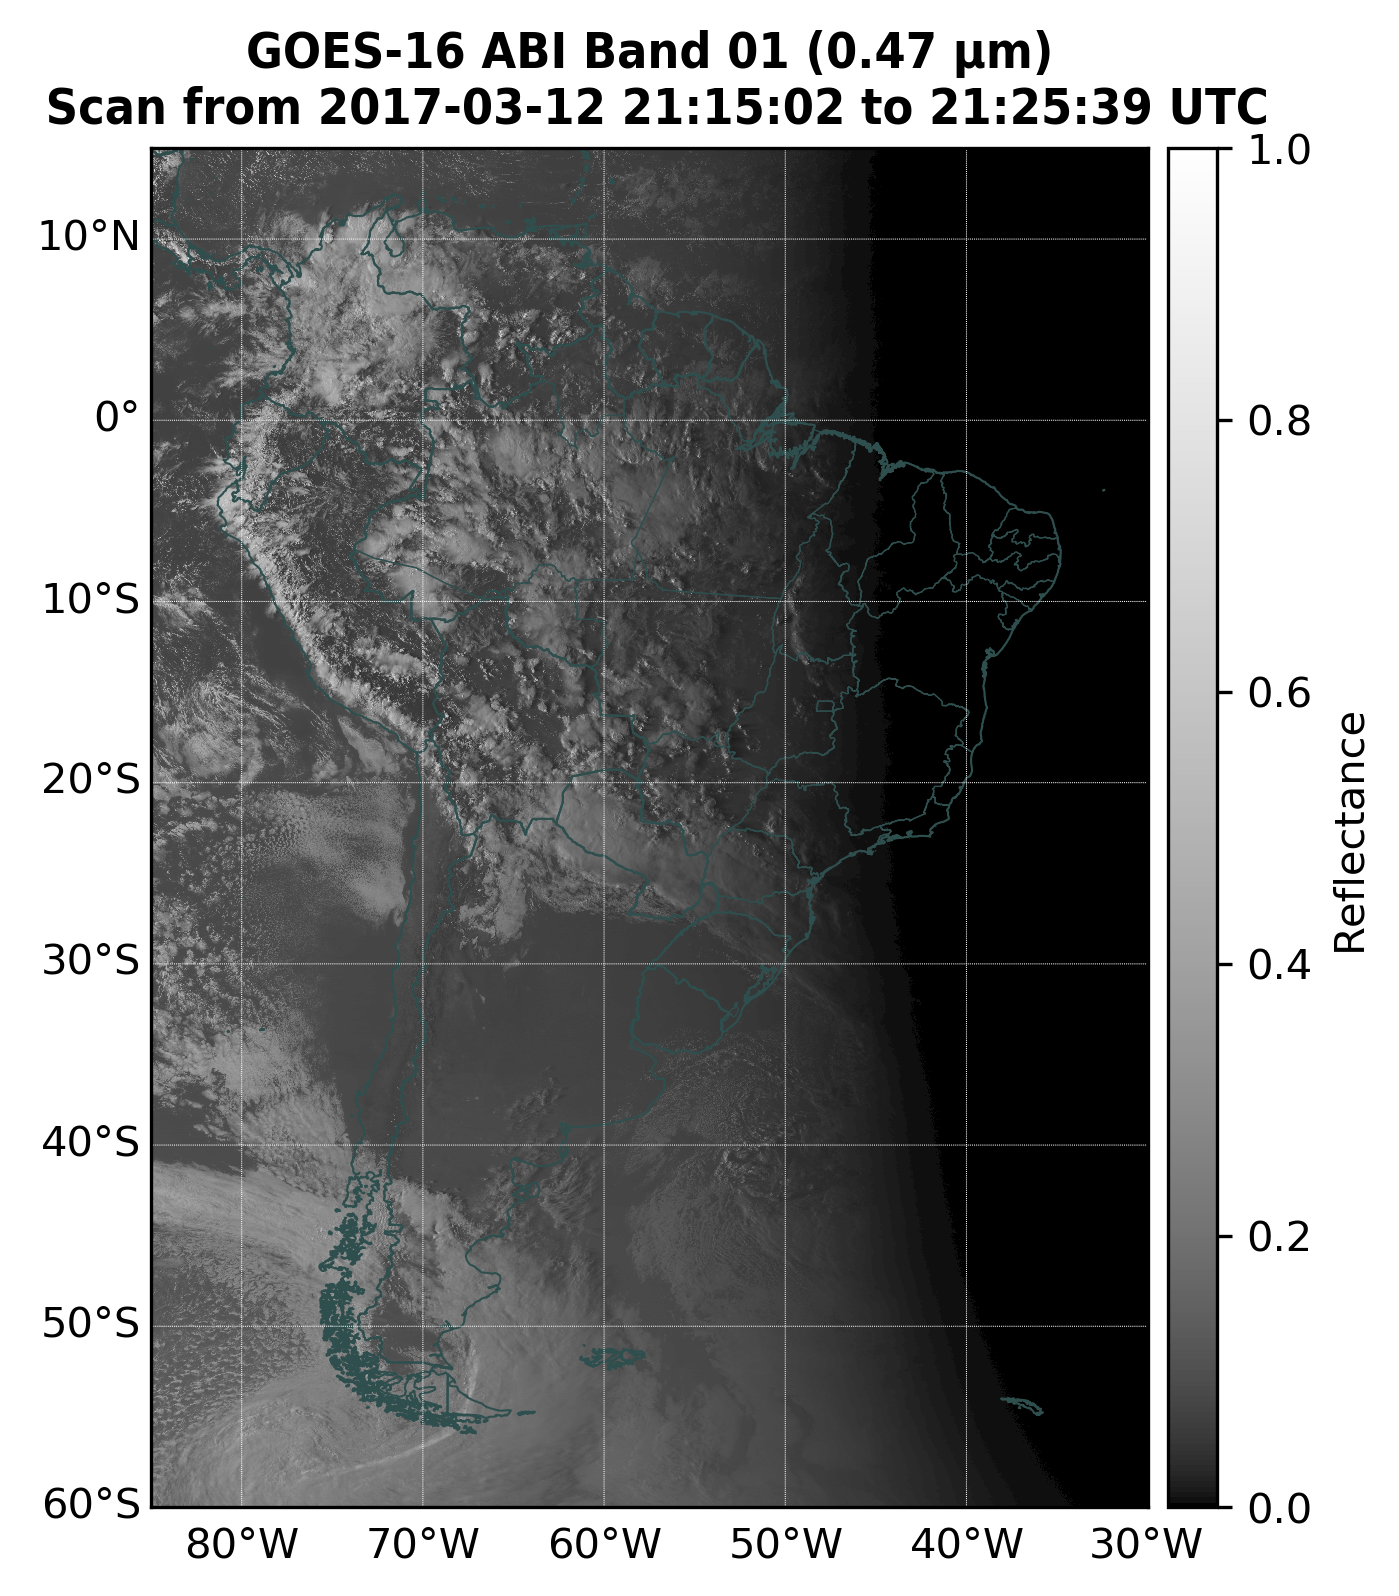 GOES-16 ABI Band 01 (0.47 µm)
Scan from 2017-03-12 21:15:02 to 21:25:39 UTC
10°N
0°
10°S
20°S
30°S
40°S
50°S
60°S
80°W 70°W 60°W 50°W 40°W 30°W
1.0
0.8
0.6
0.4
0.2
0.0
Reflectance